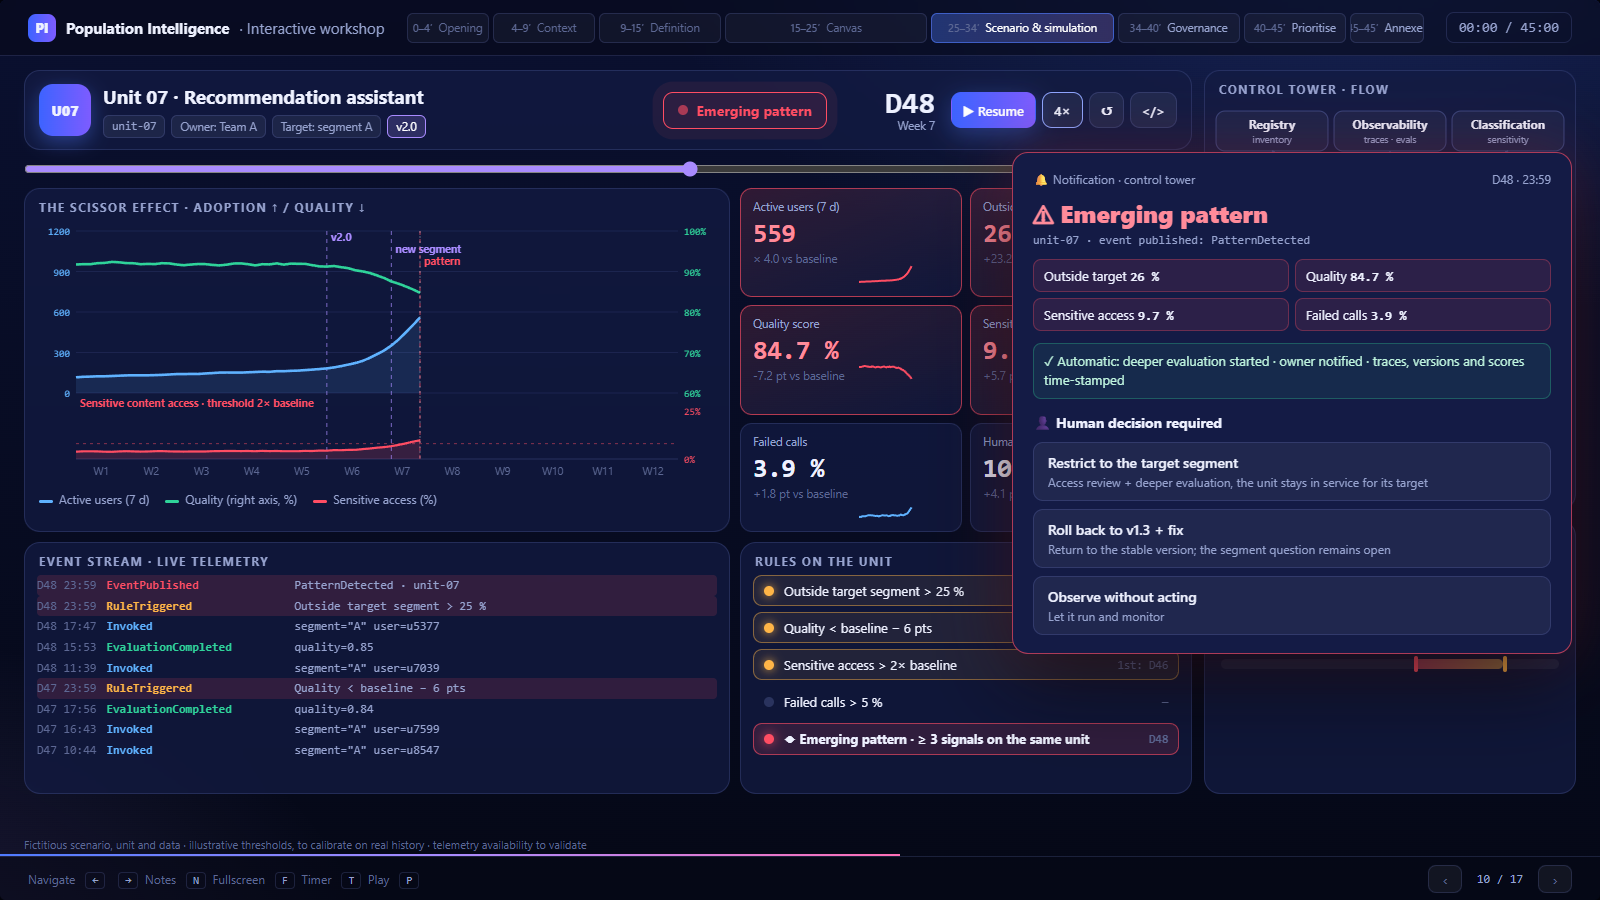 PI Population Intelligence · Interactive workshop
0–4' Opening
4–9' Context
9–15' Definition
15–25' Canvas
25–34' Scenario & simulation
34–40' Governance
40–45' Prioritise
Annexe
00:00 / 45:00
U07
Unit 07 · Recommendation assistant
unit-07
Owner: Team A
Target: segment A
v2.0
Emerging pattern
D48
Week 7
▶ Resume
4×
↺
</>
CONTROL TOWER · FLOW
Registry
inventory
Observability
traces · evals
Classification
sensitivity
THE SCISSOR EFFECT · ADOPTION ↑ / QUALITY ↓
1200
900
600
300
0
v2.0
new segment
pattern
100%
90%
80%
70%
60%
25%
0%
Sensitive content access · threshold 2× baseline
W1 W2 W3 W4 W5 W6 W7 W8 W9 W10 W11 W12
Active users (7 d) Quality (right axis, %) Sensitive access (%)
Active users (7 d)
559
× 4.0 vs baseline
Quality score
84.7 %
-7.2 pt vs baseline
Failed calls
3.9 %
+1.8 pt vs baseline
26
+23.2
9.
+5.7
10
+4.1
🔔 Notification · control tower
D48 · 23:59
⚠ Emerging pattern
unit-07 · event published: PatternDetected
Outside target 26 %
Quality 84.7 %
Sensitive access 9.7 %
Failed calls 3.9 %
✓ Automatic: deeper evaluation started · owner notified · traces, versions and scores
time-stamped
👤 Human decision required
Restrict to the target segment
Access review + deeper evaluation, the unit stays in service for its target
Roll back to v1.3 + fix
Return to the stable version; the segment question remains open
Observe without acting
Let it run and monitor
EVENT STREAM · LIVE TELEMETRY
D48 23:59 EventPublished PatternDetected · unit-07
D48 23:59 RuleTriggered Outside target segment > 25 %
D48 17:47 Invoked segment="A" user=u5377
D48 15:53 EvaluationCompleted quality=0.85
D48 11:39 Invoked segment="A" user=u7039
D47 23:59 RuleTriggered Quality < baseline − 6 pts
D47 17:56 EvaluationCompleted quality=0.84
D47 16:43 Invoked segment="A" user=u7599
D47 10:44 Invoked segment="A" user=u8547
RULES ON THE UNIT
Outside target segment > 25 %
Quality < baseline − 6 pts
Sensitive access > 2× baseline 1st: D46
Failed calls > 5 % –
Emerging pattern · ≥ 3 signals on the same unit D48
Fictitious scenario, unit and data · illustrative thresholds, to calibrate on real history · telemetry availability to validate
Navigate ← → Notes N Fullscreen F Timer T Play P
‹ 10 / 17 ›